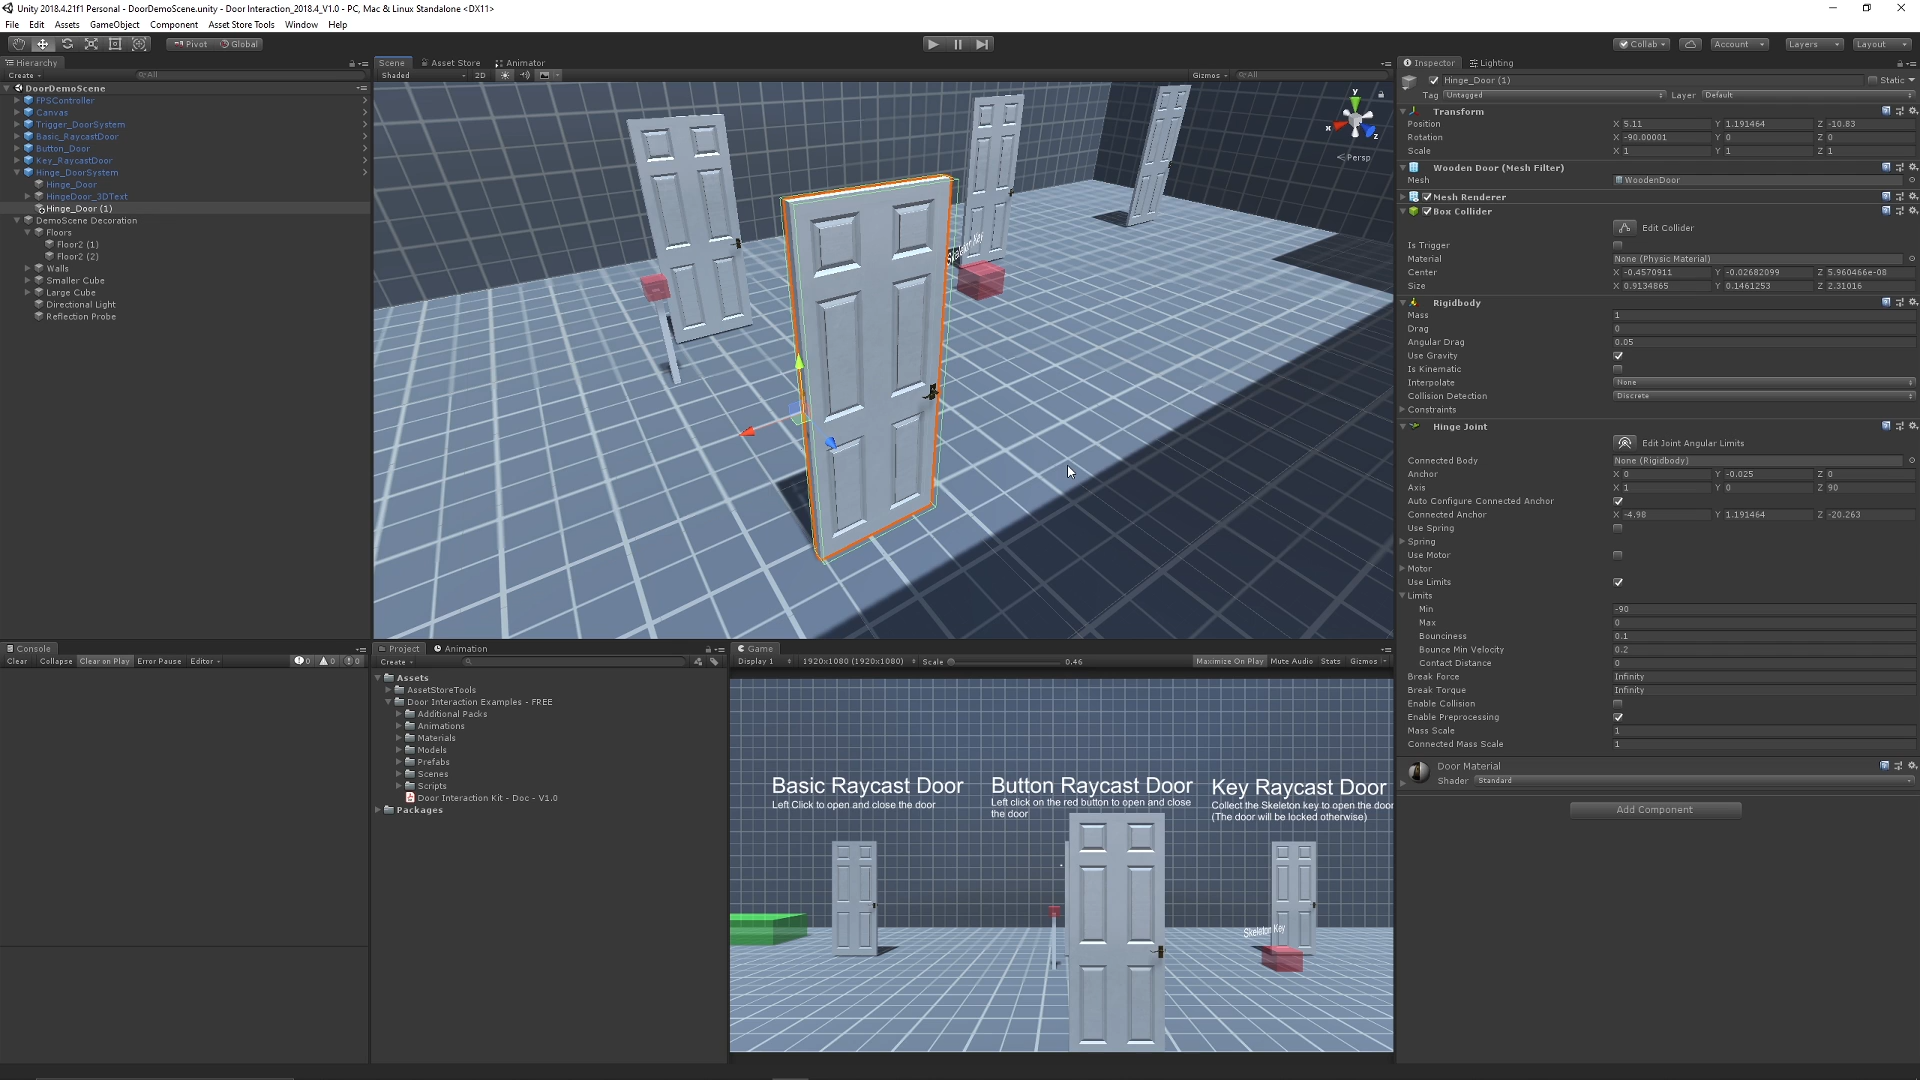 Unity 2018.4.21f1 Personal - DoorDemoScene.unity - Door Interaction_2018.4_V1.0 - PC, Mac & Linux Standalone <DX11>
File Edit Assets GameObject Component Asset Store Tools Window Help
Pivot Global Collab Account Layers Layout
Hierarchy
Create All
DoorDemoScene
FPSController
Canvas
Trigger_DoorSystem
Basic_RaycastDoor
Button_Door
Key_RaycastDoor
Hinge_DoorSystem
Hinge_Door
HingeDoor_3DText
Hinge_Door (1)
DemoScene Decoration
Floors
Floor2 (1)
Floor2 (2)
Walls
Smaller Cube
Large Cube
Directional Light
Reflection Probe
Scene Asset Store Animator
Shaded 2D Gizmos All
y
x
z
Persp
Skeleton Key
Inspector Lighting
Hinge_Door (1) Static
Tag Untagged Layer Default
Transform
Position X 5.11 Y 1.191464 Z -10.83
Rotation X -90.00001 Y 0 Z 0
Scale X 1 Y 1 Z 1
Wooden Door (Mesh Filter)
Mesh WoodenDoor
Mesh Renderer
Box Collider
Edit Collider
Is Trigger
Material None (Physic Material)
Center X -0.4570911 Y -0.02682099 Z 5.960466e-08
Size X 0.9134865 Y 0.1461253 Z 2.31016
Rigidbody
Mass 1
Drag 0
Angular Drag 0.05
Use Gravity
Is Kinematic
Interpolate None
Collision Detection Discrete
Constraints
Hinge Joint
Edit Joint Angular Limits
Connected Body None (Rigidbody)
Anchor X 0 Y -0.025 Z 0
Axis X 1 Y 0 Z 90
Auto Configure Connected Anchor
Connected Anchor X -4.98 Y 1.191464 Z -20.263
Use Spring
Spring
Use Motor
Motor
Use Limits
Limits
Min -90
Max 0
Bounciness 0.1
Bounce Min Velocity 0.2
Contact Distance 0
Break Force Infinity
Break Torque Infinity
Enable Collision
Enable Preprocessing
Mass Scale 1
Connected Mass Scale 1
Door Material
Shader Standard
Add Component
Console
Clear Collapse Clear on Play Error Pause Editor 0 0 0
Project Animation
Create
Assets
AssetStoreTools
Door Interaction Examples - FREE
Additional Packs
Animations
Materials
Models
Prefabs
Scenes
Scripts
Door Interaction Kit - Doc - V1.0
Packages
Game
Display 1 1920x1080 (1920x1080) Scale 0.46 Maximize On Play Mute Audio Stats Gizmos
Basic Raycast Door
Left Click to open and close the door
Button Raycast Door
Left click on the red button to open and close
the door
Key Raycast Door
Collect the Skeleton key to open the door
(The door will be locked otherwise)
Skeleton Key